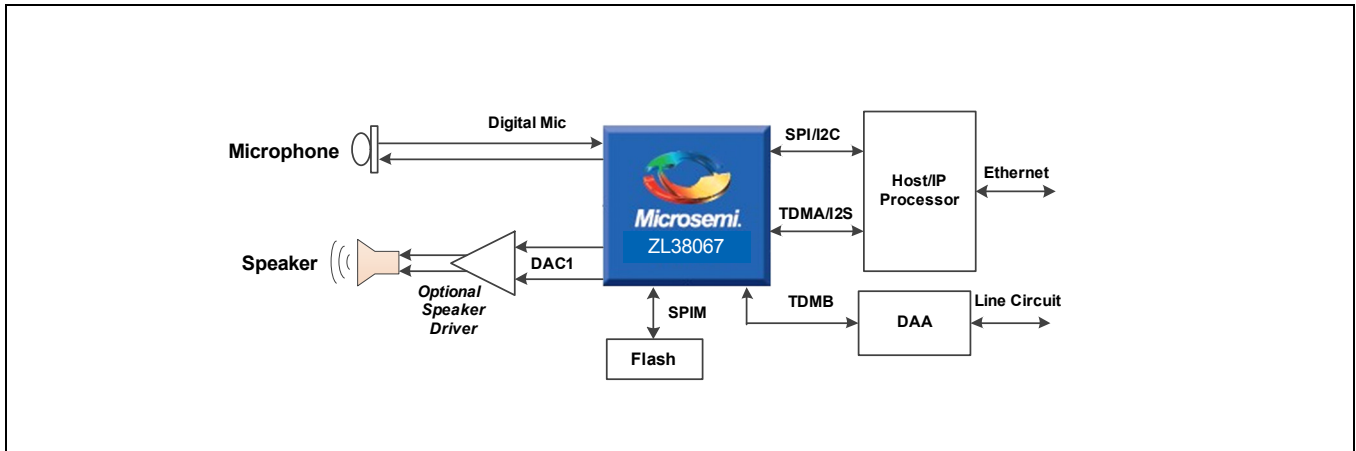 Digital Mic
Microphone
Speaker
Optional
Speaker
Driver
DAC1
Microsemi.
ZL38067
SPI/I2C
TDMA/I2S
Host/IP
Processor
Ethernet
SPIM
Flash
TDMB
DAA
Line Circuit